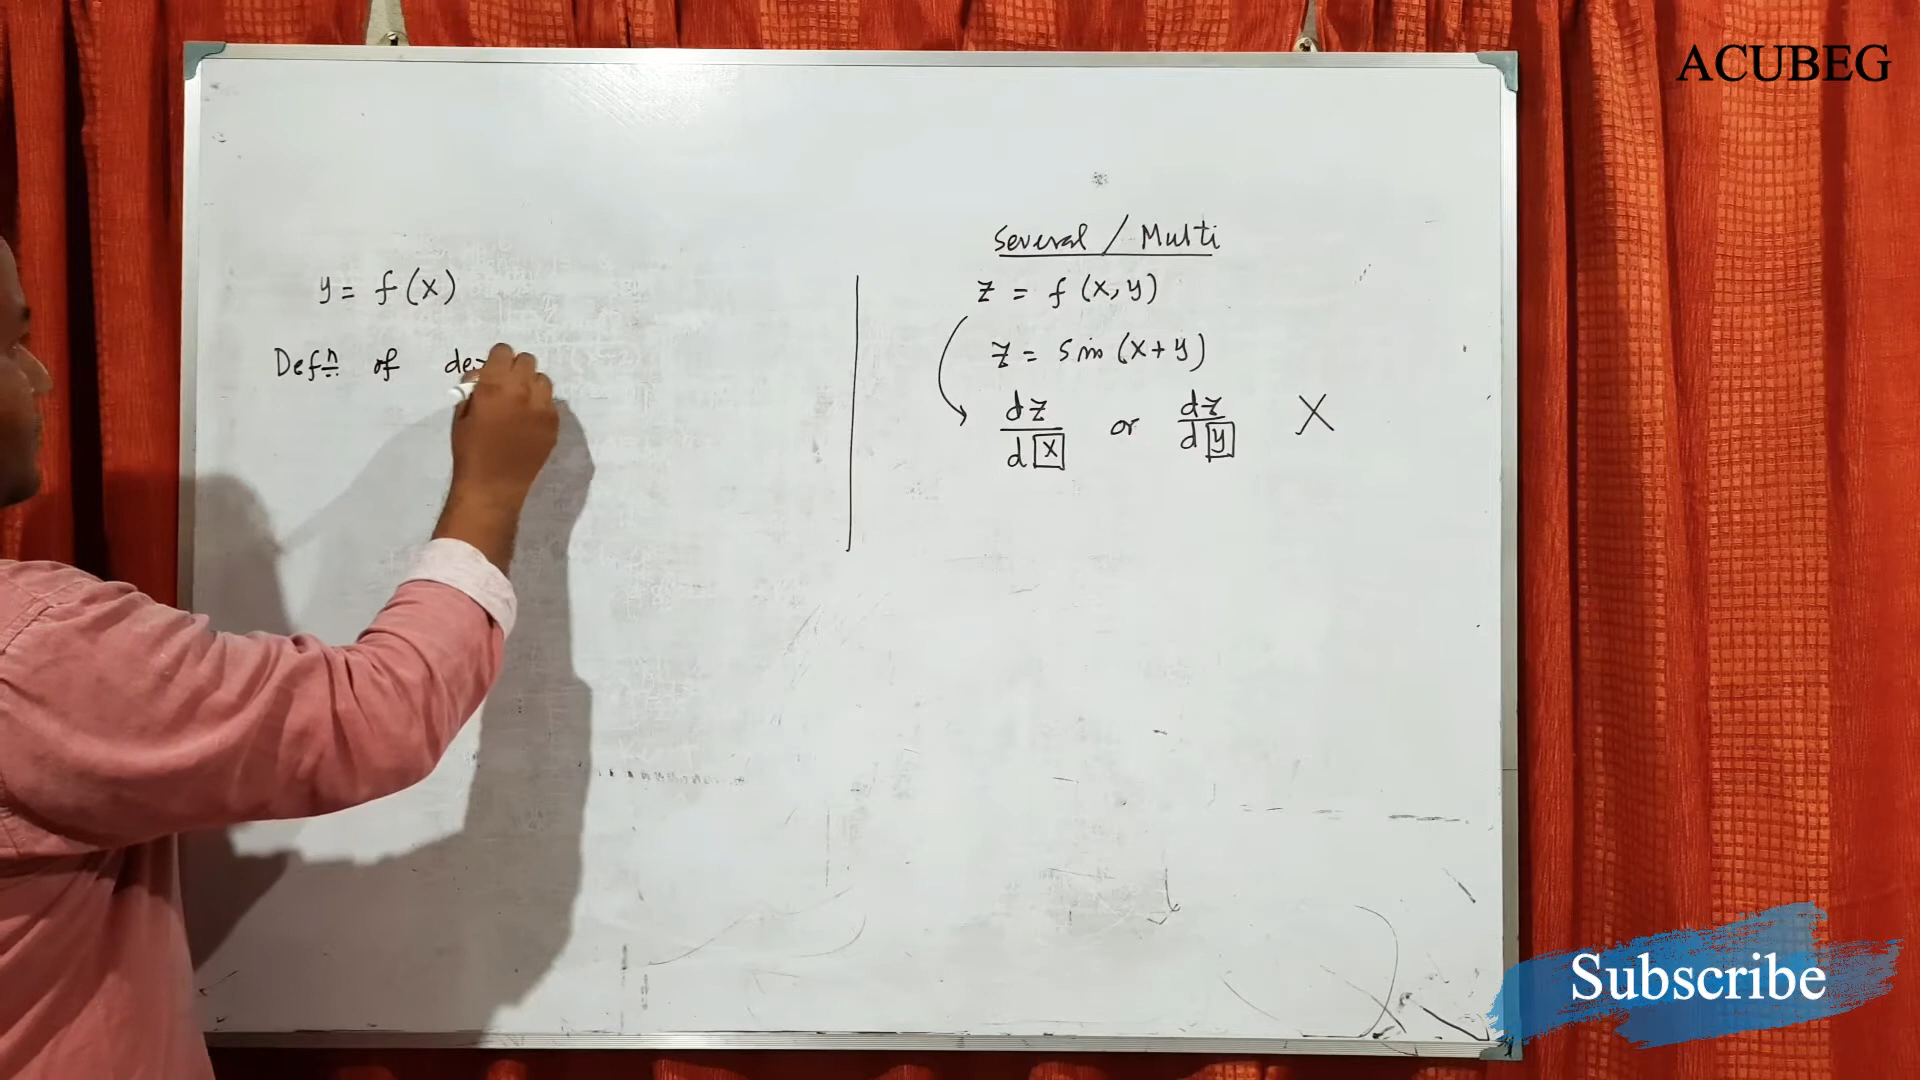 ACUBEG
y = f(x)
Defn of
Several / Multi
z = f(x, y)
z = sin(x+y)
dz/dx or dz/dy X
Subscribe